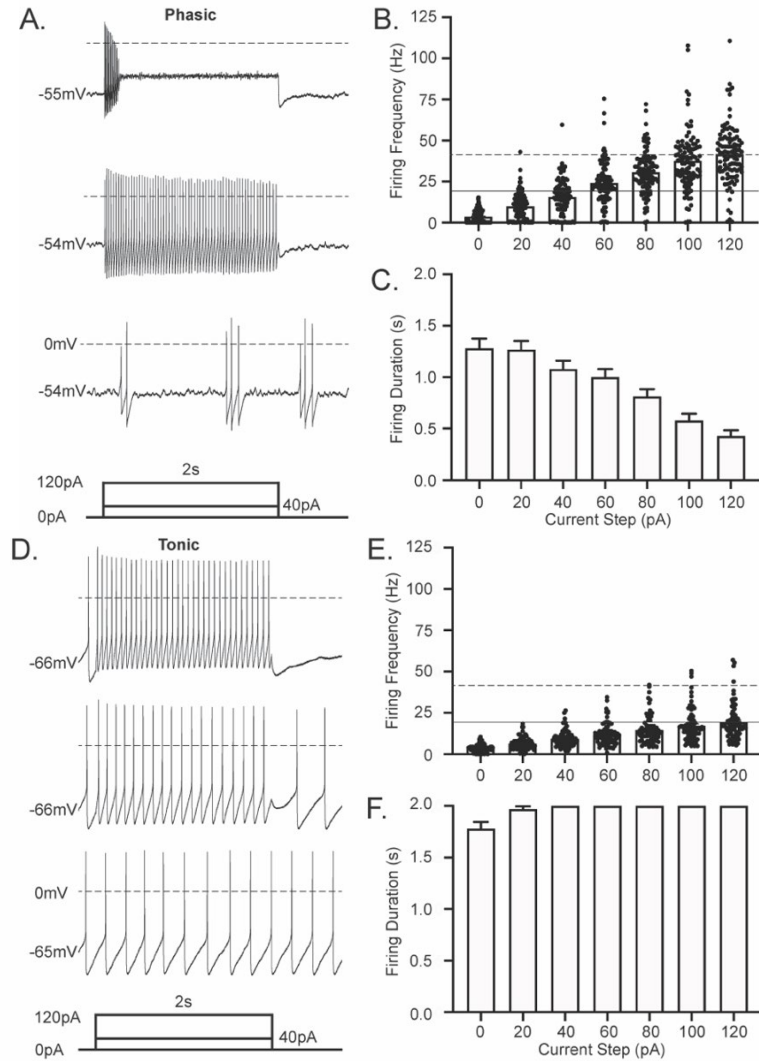 A.
Phasic
-55mV
-54mV
0mV
-54mV
2s
120pA
40pA
0pA
B.
Firing Frequency (Hz)
125
100
75
50
25
0
0 20 40 60 80 100 120
C.
Firing Duration (s)
2.0
1.5
1.0
0.5
0.0
0 20 40 60 80 100 120
Current Step (pA)
D.
Tonic
-66mV
-66mV
0mV
-65mV
2s
120pA
40pA
0pA
E.
Firing Frequency (Hz)
125
100
75
50
25
0
0 20 40 60 80 100 120
F.
Firing Duration (s)
2.0
1.5
1.0
0.5
0.0
0 20 40 60 80 100 120
Current Step (pA)